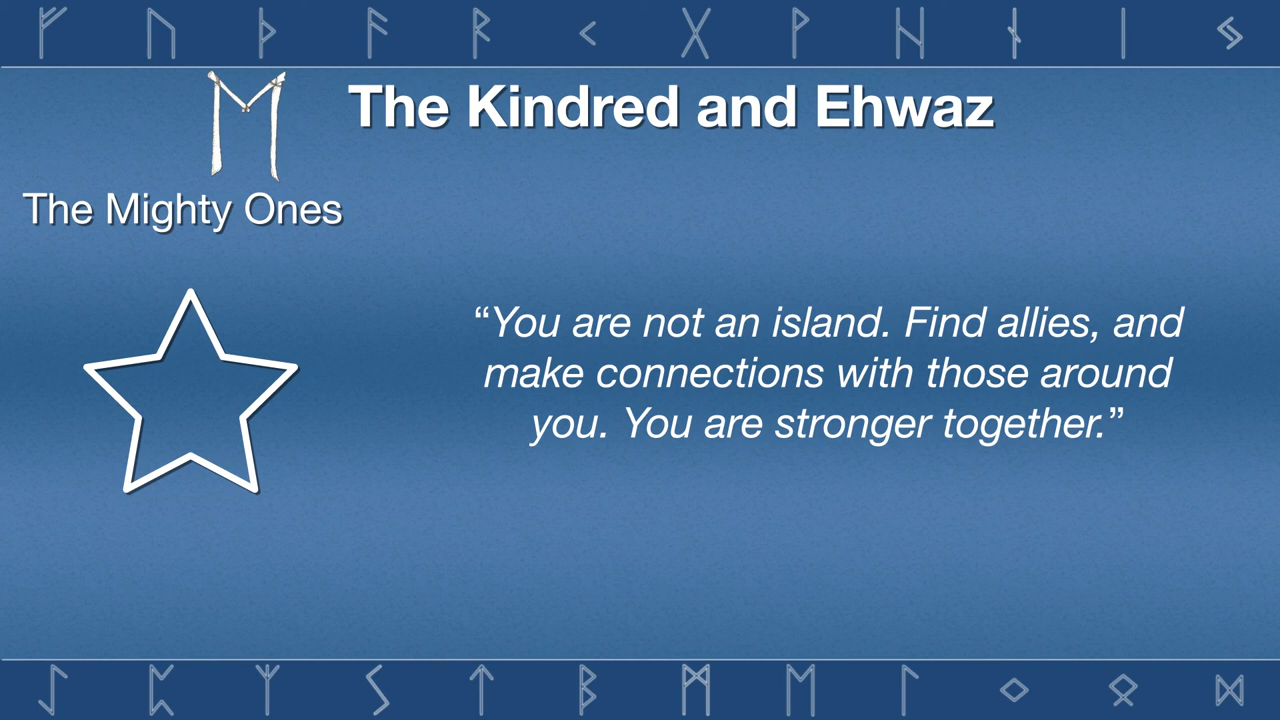 ᚠ ᚢ ᚦ ᚨ ᚱ ᚲ ᚷ ᚹ ᚺ ᚾ ᛁ ᛃ
ᛖ
The Kindred and Ehwaz
The Mighty Ones
“You are not an island. Find allies, and
make connections with those around
you. You are stronger together.”
ᛇ ᛈ ᛉ ᛊ ᛏ ᛒ ᛗ ᛖ ᛚ ᛜ ᛟ ᛞ